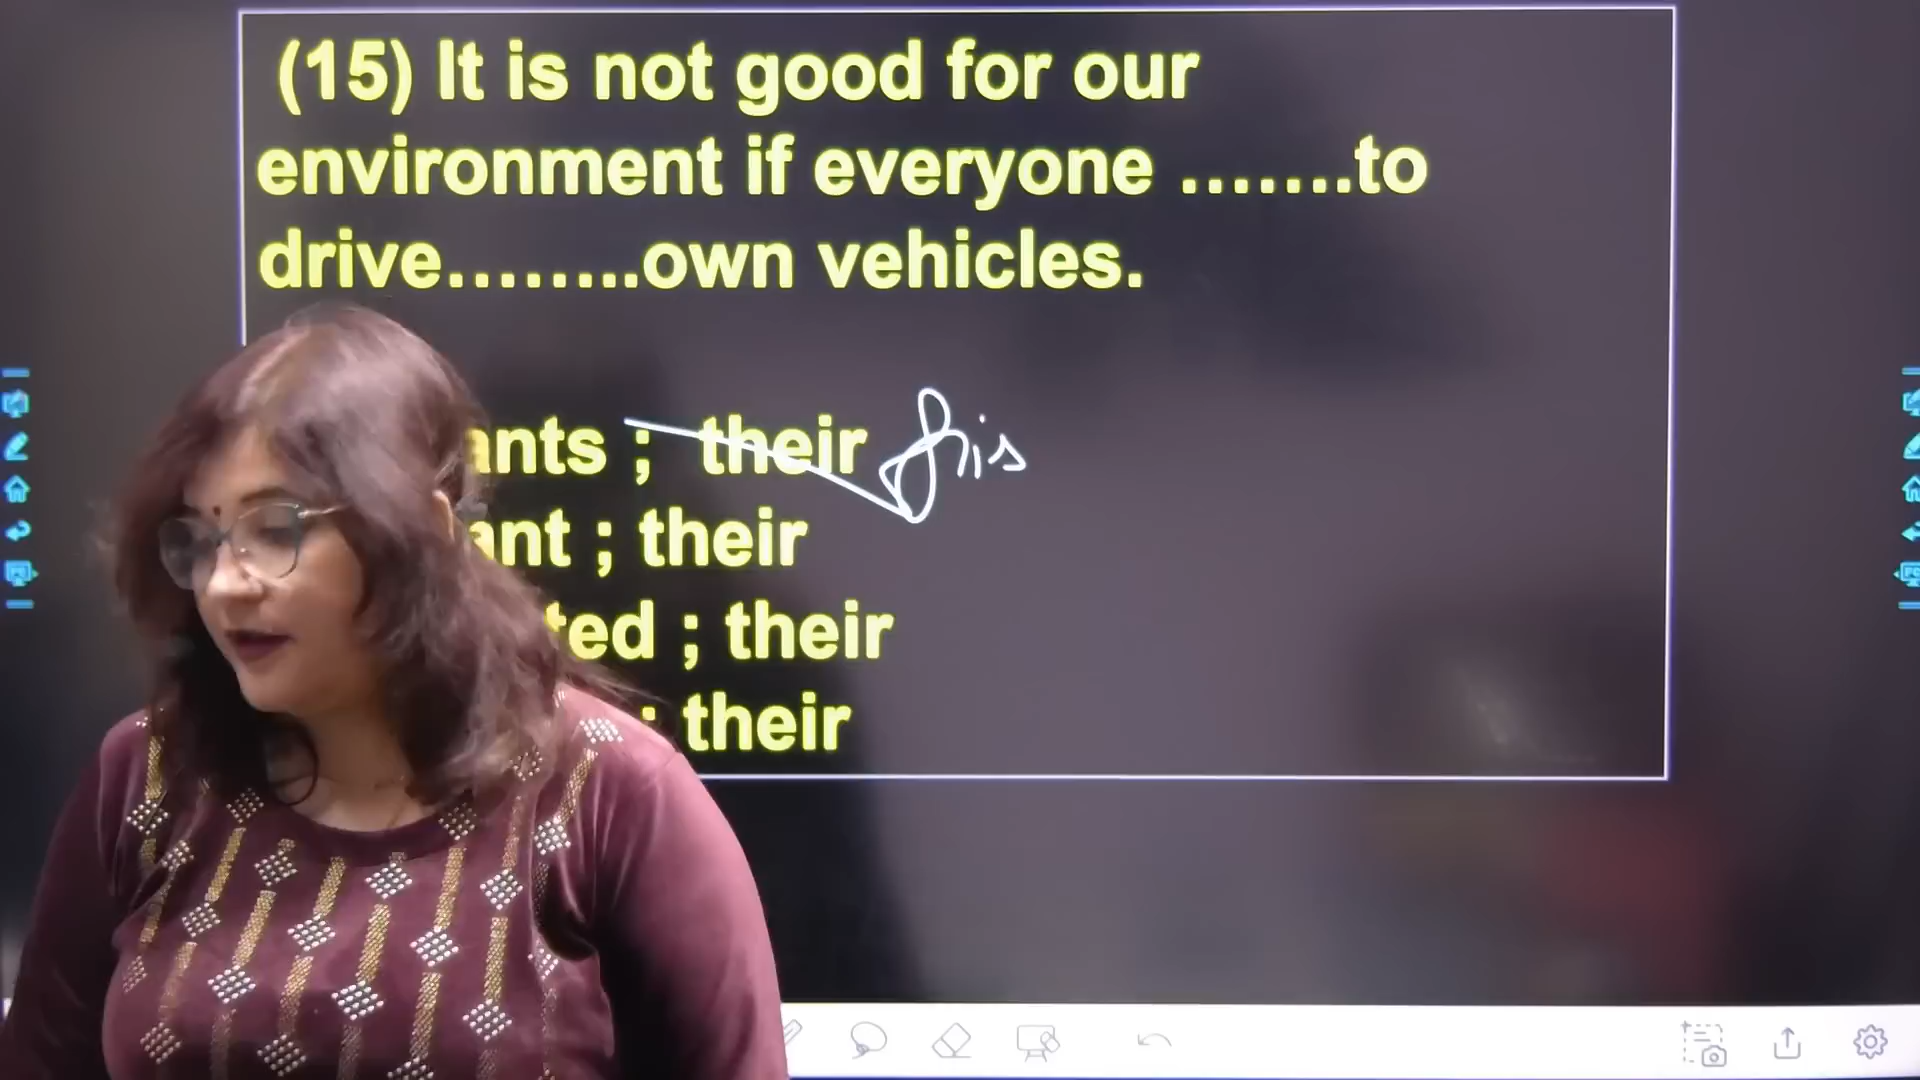 (15) It is not good for our
environment if everyone .......to
drive........own vehicles.
ants ; their his
ant ; their
ted ; their
; their